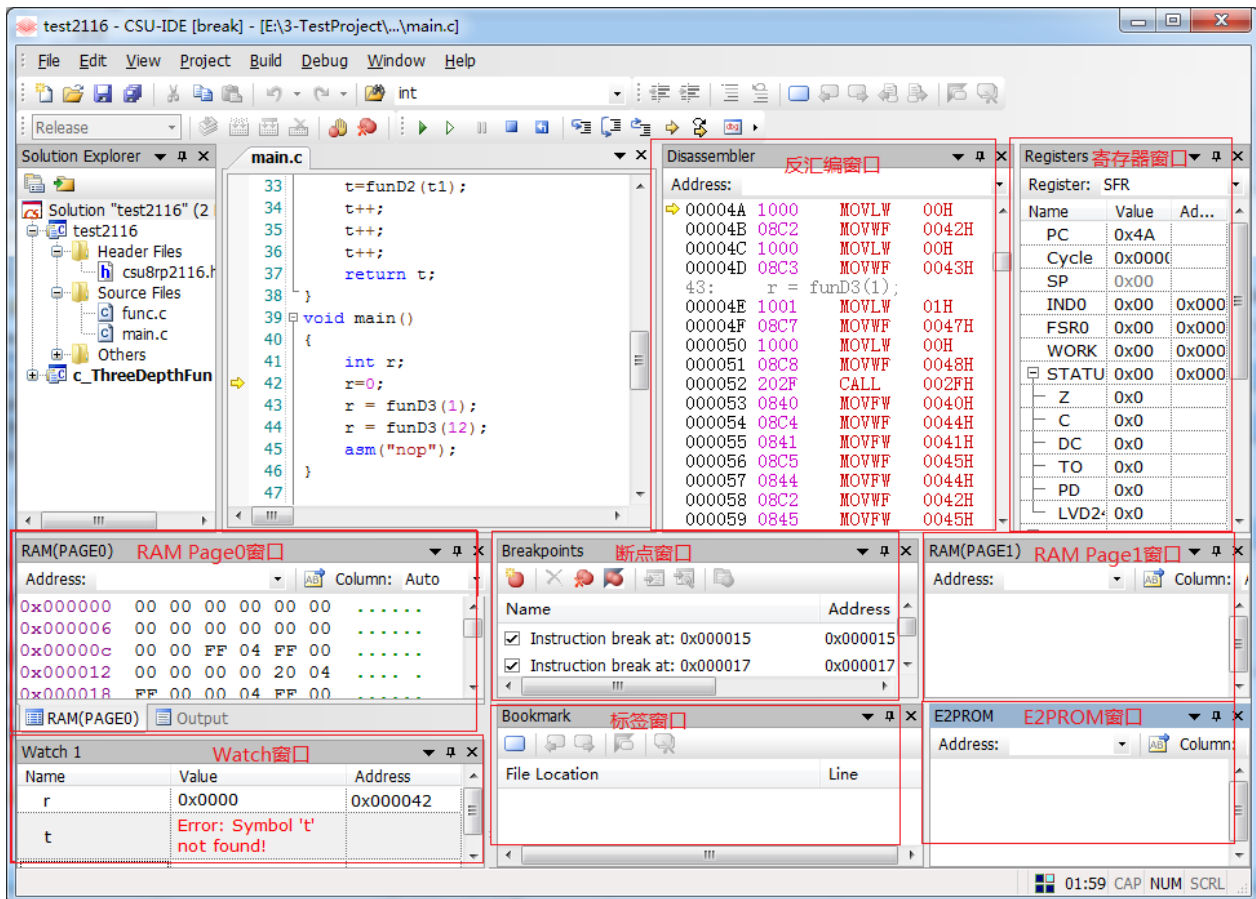 test2116 - CSU-IDE [break] - [E:\3-TestProject\...\main.c]
File Edit View Project Build Debug Window Help
int
Release
Solution Explorer
Solution "test2116" (2
test2116
Header Files
csu8rp2116.h
Source Files
func.c
main.c
Others
c_ThreeDepthFun
main.c
33 t=funD2(t1);
34 t++;
35 t++;
36 t++;
37 return t;
38 }
39 void main()
40 {
41 int r;
42 r=0;
43 r = funD3(1);
44 r = funD3(12);
45 asm("nop");
46 }
47
Disassembler
反汇编窗口
Address:
00004A 1000 MOVLW 00H
00004B 08C2 MOVWF 0042H
00004C 1000 MOVLW 00H
00004D 08C3 MOVWF 0043H
43: r = funD3(1);
00004E 1001 MOVLW 01H
00004F 08C7 MOVWF 0047H
000050 1000 MOVLW 00H
000051 08C8 MOVWF 0048H
000052 202F CALL 002FH
000053 0840 MOVFW 0040H
000054 08C4 MOVWF 0044H
000055 0841 MOVFW 0041H
000056 08C5 MOVWF 0045H
000057 0844 MOVFW 0044H
000058 08C2 MOVWF 0042H
000059 0845 MOVFW 0045H
Registers 寄存器窗口
Register: SFR
Name Value Ad...
PC 0x4A
Cycle 0x000(
SP 0x00
IND0 0x00 0x000
FSR0 0x00 0x000
WORK 0x00 0x000
STATU 0x00 0x000
Z 0x0
C 0x0
DC 0x0
TO 0x0
PD 0x0
LVD24 0x0
RAM(PAGE0) RAM Page0窗口
Address: Column: Auto
0x000000 00 00 00 00 00 00 ......
0x000006 00 00 00 00 00 00 ......
0x00000c 00 00 FF 04 FF 00 ......
0x000012 00 00 00 00 20 04 .... .
0x000018 FF 00 00 04 FF 00 ......
RAM(PAGE0) Output
Breakpoints 断点窗口
Name Address
Instruction break at: 0x000015 0x000015
Instruction break at: 0x000017 0x000017
RAM(PAGE1) RAM Page1窗口
Address: Column:
Watch 1 Watch窗口
Name Value Address
r 0x0000 0x000042
t Error: Symbol 't'
not found!
Bookmark 标签窗口
File Location Line
E2PROM E2PROM窗口
Address: Column:
01:59 CAP NUM SCRL